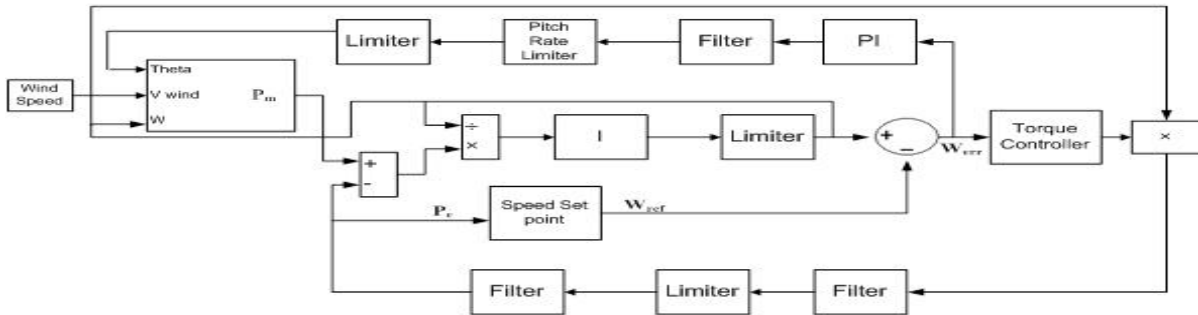 Limiter
Pitch
Rate
Limiter
Filter
PI
Wind
Speed
Theta
V wind
W
Pm
÷
×
I
Limiter
+
−
Werr
Torque
Controller
×
+
-
Pe
Speed Set
point
Wref
Filter
Limiter
Filter